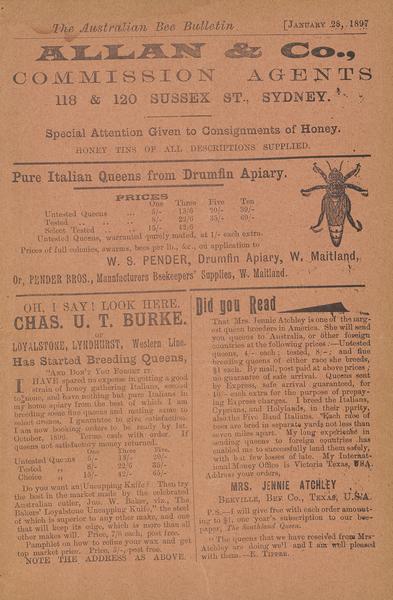 The Australian Bee Bulletin. [JANUARY 28, 1897
ALLAN & Co.,
COMMISSION AGENTS
118 & 120 SUSSEX ST., SYDNEY.
Special Attention Given to Consignments of Honey.
HONEY TINS OF ALL DESCRIPTIONS SUPPLIED.
Pure Italian Queens from Drumfin Apiary.
PRICES
One Three Five Ten
Untested Queens ... 5/- 13/6 20/- 39/-
Tested .. .. ... 8/- 22/6 35/- 69/-
Select Tested .. ... 15/- 42/6
Untested Queens, warranted purely mated, at 1/- each extra.
Prices of full colonies, swarms, bees per lb., &c., on application to
W. S. PENDER, Drumfin Apiary, W. Maitland,
Or, PENDER BROS., Manufacturers Beekeepers' Supplies, W. Maitland.
OH, I SAY! LOOK HERE.
CHAS. U. T. BURKE.
OF
LOYALSTONE, LYNDHURST, Western Line.
Has Started Breeding Queens,
"AND DON'T YOU FORGET IT.
I HAVE spared no expense in getting a good
strain of honey gathering Italians, second
to none, and have nothing but pure Italians in
my home apiary from the best of which I am
breeding some fine queens and mating same to
select drones. I guarantee to give satisfaction.
I am now booking orders to be ready by 1st.
October, 1896. Terms cash with order. If
queens not satisfactory money returned.
One Three Five
Untested Queens 5/- 13/-
Tested ,, 8/- 22/6 35/-
Choice ,, 15/- 42/-
Do you want an Uncapping Knife? Then try
the best in the market made by the celebrated
Australian cutler, Jos. W. Baker, viz., The
Bakers' Loyalstone Uncapping Knife," the steel
of which is superior to any other make, and one
that will keep its edge, which is more than all
other makes will. Price, 7/6 each, post free.
Pamphlet on how to refine your wax and get
top market price. Price, 5/-, post free.
NOTE THE ADDRESS AS ABOVE.
Did you Read
That Mrs. Jennie Atchley is one of the larg-
est queen breeders in America. She will send
you queens to Australia, or other foreign
countries at the following prices:—Untested
queens, 4/- each; tested, 8/-; and fine
breeding queens of either race she breeds,
$1 each. By mail, post paid at above prices;
no guarantee of safe arrival. Queens sent
by Express, safe arrival guaranteed, for
10/- each extra for the purpose of prepay-
ing Express charges. I breed the Italians,
Cyprians, and Holylands, in their purity,
also the Five Band Italians. Each race of
bees are bred in separate yards not less than
seven miles apart. My long experience in
sending queens to foreign countries has
enabled me to successfully land them safely,
with but few losses of late. My Internat-
ional Money Office is Victoria Texas, USA.
Address your orders,
MRS. JENNIE ATCHLEY
BEEVILLE, BEE CO., TEXAS, U.S.A.
P.S.—I will give free with each order amount-
ing to $1. one year's subscription to our bee-
paper, The Southland Queen.
"The queens that we have received from Mrs-
Atchley are doing well and I am well pleased
with them.—E. TIPPER.